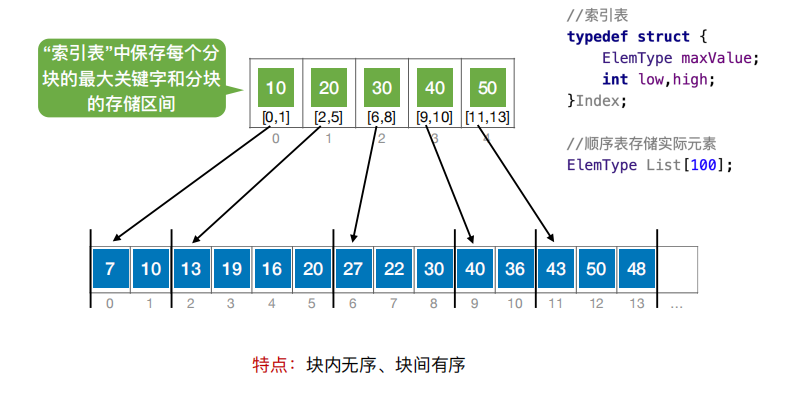 “索引表”中保存每个分
块的最大关键字和分块
的存储区间
10 20 30 40 50
[0,1] [2,5] [6,8] [9,10] [11,13]
0 1 2 3 4
//索引表
typedef struct {
ElemType maxValue;
int low,high;
}Index;
//顺序表存储实际元素
ElemType List[100];
7 10 13 19 16 20 27 22 30 40 36 43 50 48
0 1 2 3 4 5 6 7 8 9 10 11 12 13 ...
特点：块内无序、块间有序